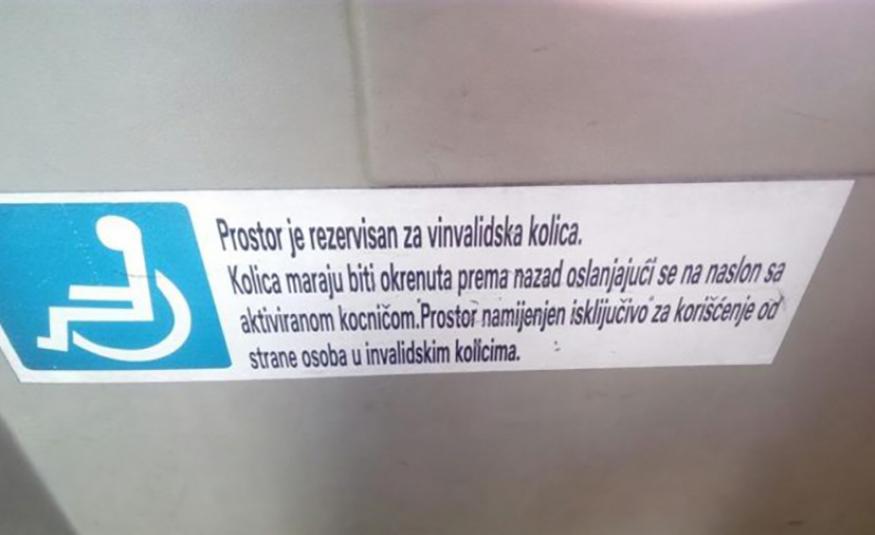 Prostor je rezervisan za vinvalidska kolica.
Kolica maraju biti okrenuta prema nazad oslanjajući se na naslon sa
aktiviranom kocničom.Prostor namijenjen isključivo za korišćenje od
strane osoba u invalidskim kolicima.